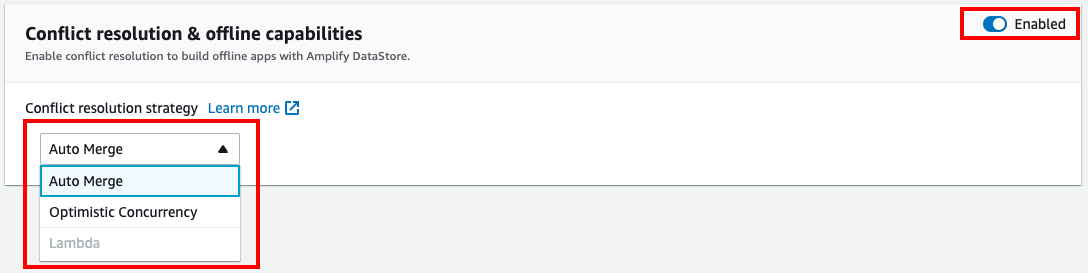 Conflict resolution & offline capabilities
Enabled
Enable conflict resolution to build offline apps with Amplify DataStore.
Conflict resolution strategy Learn more
Auto Merge
Auto Merge
Optimistic Concurrency
Lambda